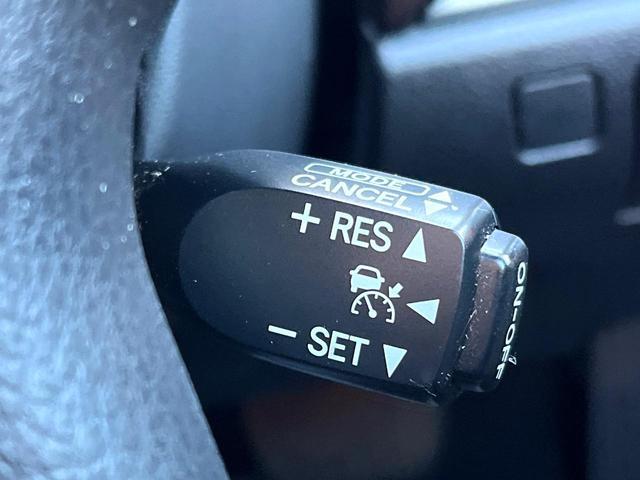 MODE
CANCEL
+ RES
- SET
ON-OFF